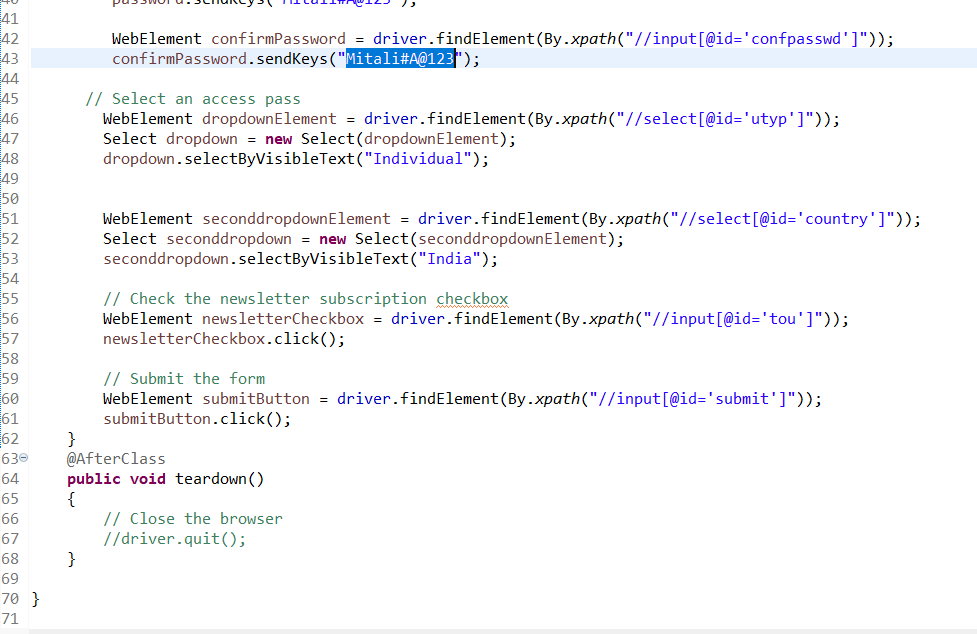 40 password.sendKeys("Mitali#A@123");
41
42 WebElement confirmPassword = driver.findElement(By.xpath("//input[@id='confpasswd']"));
43 confirmPassword.sendKeys("Mitali#A@123");
44
45 // Select an access pass
46 WebElement dropdownElement = driver.findElement(By.xpath("//select[@id='utyp']"));
47 Select dropdown = new Select(dropdownElement);
48 dropdown.selectByVisibleText("Individual");
49
50
51 WebElement seconddropdownElement = driver.findElement(By.xpath("//select[@id='country']"));
52 Select seconddropdown = new Select(seconddropdownElement);
53 seconddropdown.selectByVisibleText("India");
54
55 // Check the newsletter subscription checkbox
56 WebElement newsletterCheckbox = driver.findElement(By.xpath("//input[@id='tou']"));
57 newsletterCheckbox.click();
58
59 // Submit the form
60 WebElement submitButton = driver.findElement(By.xpath("//input[@id='submit']"));
61 submitButton.click();
62 }
63 @AfterClass
64 public void teardown()
65 {
66 // Close the browser
67 //driver.quit();
68 }
69
70 }
71